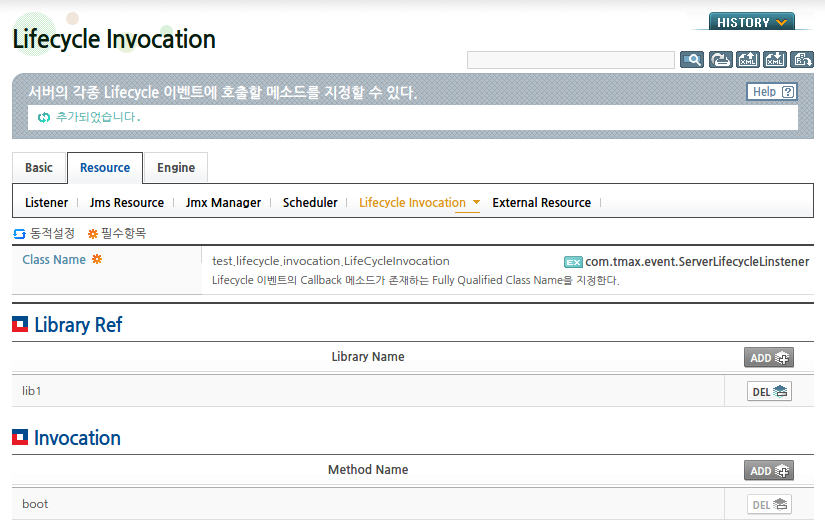 Lifecycle Invocation
HISTORY
서버의 각종 Lifecycle 이벤트에 호출할 메소드를 지정할 수 있다.
Help ?
추가되었습니다.
Basic Resource Engine
Listener Jms Resource Jmx Manager Scheduler Lifecycle Invocation External Resource
동적설정 필수항목
Class Name test.lifecycle.invocation.LifeCycleInvocation EX com.tmax.event.ServerLifecycleLinstener
Lifecycle 이벤트의 Callback 메소드가 존재하는 Fully Qualified Class Name을 지정한다.
Library Ref
Library Name ADD
lib1 DEL
Invocation
Method Name ADD
boot DEL